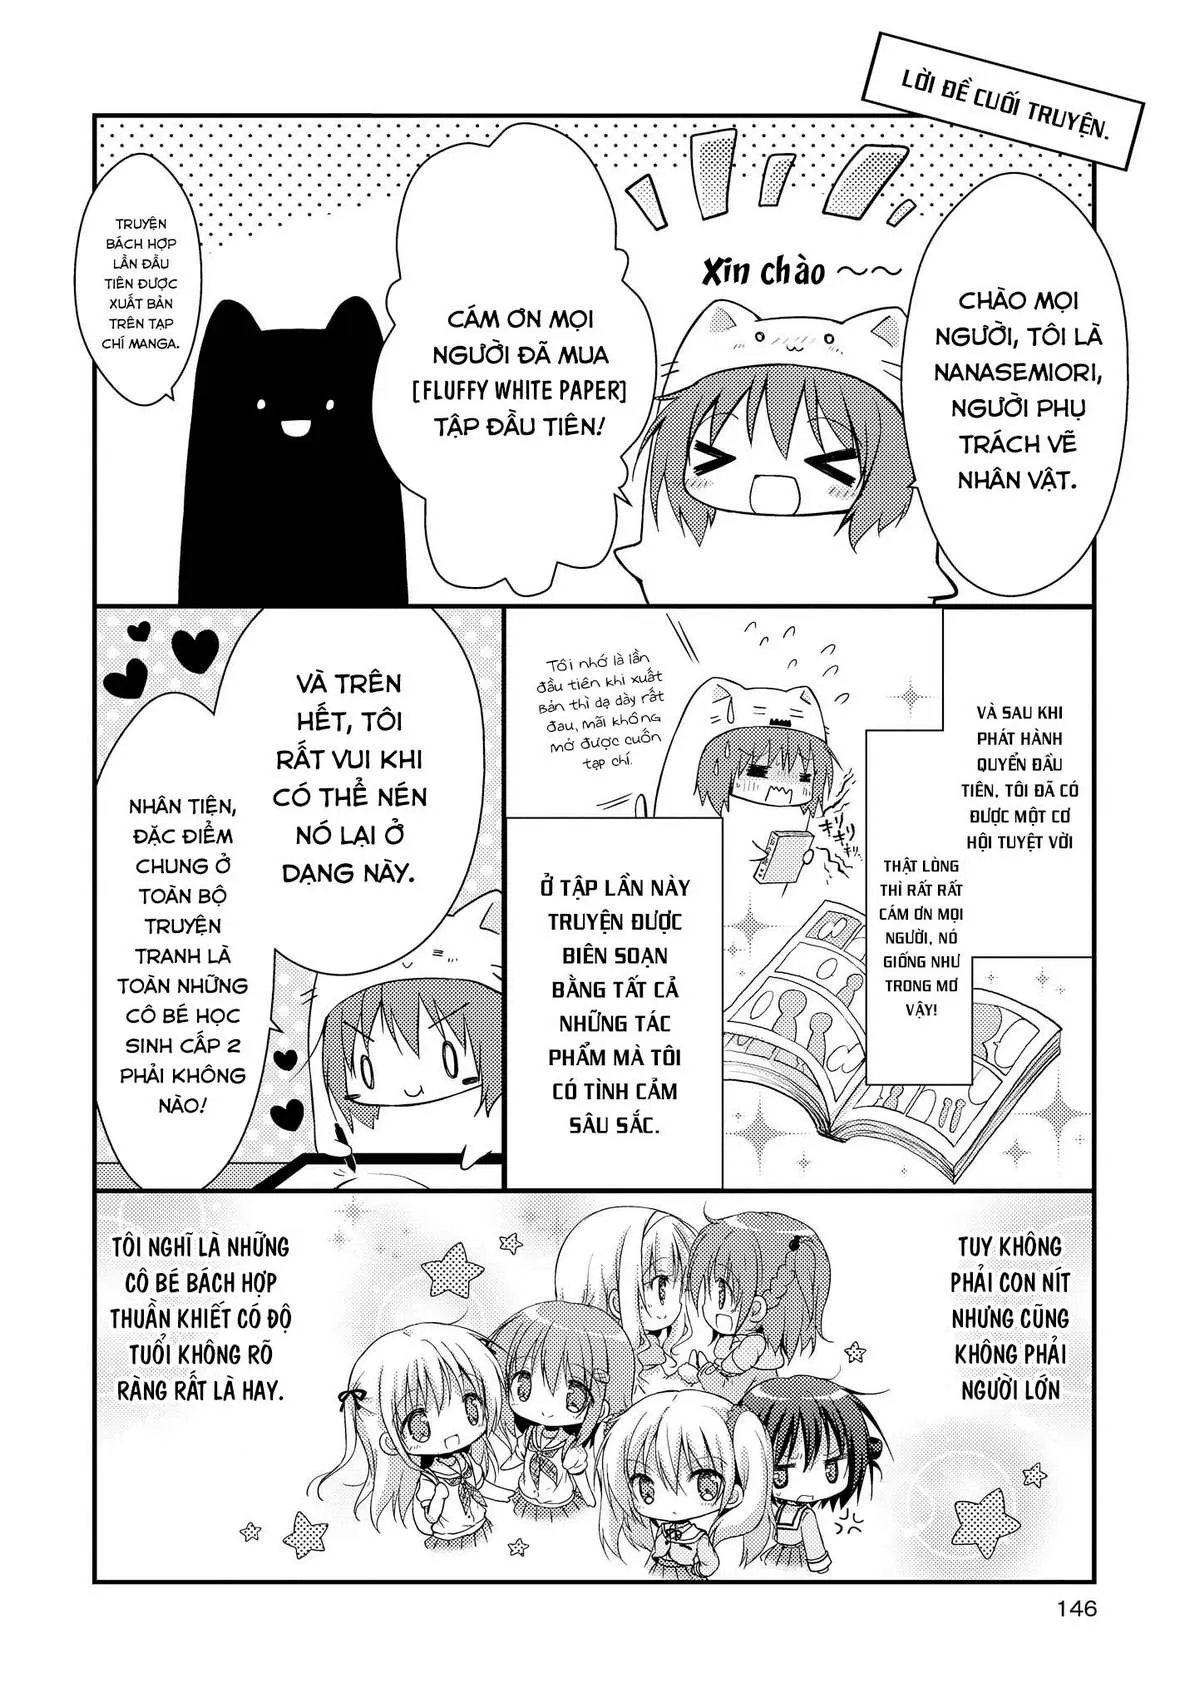 LỜI ĐỀ CUỐI TRUYỆN.
CHÀO MỌI
NGƯỜI, TÔI LÀ
NANASEMIORI,
NGƯỜI PHỤ
TRÁCH VẼ
NHÂN VẬT.
Xin chào ~~
CÁM ƠN MỌI
NGƯỜI ĐÃ MUA
[FLUFFY WHITE PAPER]
TẬP ĐẦU TIÊN!
TRUYỆN
BÁCH HỢP
LẦN ĐẦU
TIÊN ĐƯỢC
XUẤT BẢN
TRÊN TẠP
CHÍ MANGA.
VÀ SAU KHI
PHÁT HÀNH
QUYỂN ĐẦU
TIÊN, TÔI ĐÃ CÓ
ĐƯỢC MỘT CƠ
HỘI TUYỆT VỜI
THẬT LÒNG
THÌ RẤT RẤT
CÁM ƠN MỌI
NGƯỜI, NÓ
GIỐNG NHƯ
TRONG MƠ
VẬY!
Tôi nhớ là lần
đầu tiên khi xuất
bản thì dạ dày rất
đau, mãi không
mở được cuốn
tạp chí.
キリ
キリ
キリ
Ở TẬP LẦN NÀY
TRUYỆN ĐƯỢC
BIÊN SOẠN
BẰNG TẤT CẢ
NHỮNG TÁC
PHẨM MÀ TÔI
CÓ TÌNH CẢM
SÂU SẮC.
VÀ TRÊN
HẾT, TÔI
RẤT VUI KHI
CÓ THỂ NÉN
NÓ LẠI Ở
DẠNG NÀY.
NHÂN TIỆN,
ĐẶC ĐIỂM
CHUNG Ở
TOÀN BỘ
TRUYỆN
TRANH LÀ
TOÀN NHỮNG
CÔ BÉ HỌC
SINH CẤP 2
PHẢI KHÔNG
NÀO!
TUY KHÔNG
PHẢI CON NÍT
NHƯNG CŨNG
KHÔNG PHẢI
NGƯỜI LỚN
TÔI NGHĨ LÀ NHỮNG
CÔ BÉ BÁCH HỢP
THUẦN KHIẾT CÓ ĐỘ
TUỔI KHÔNG RÕ
RÀNG RẤT LÀ HAY.
146